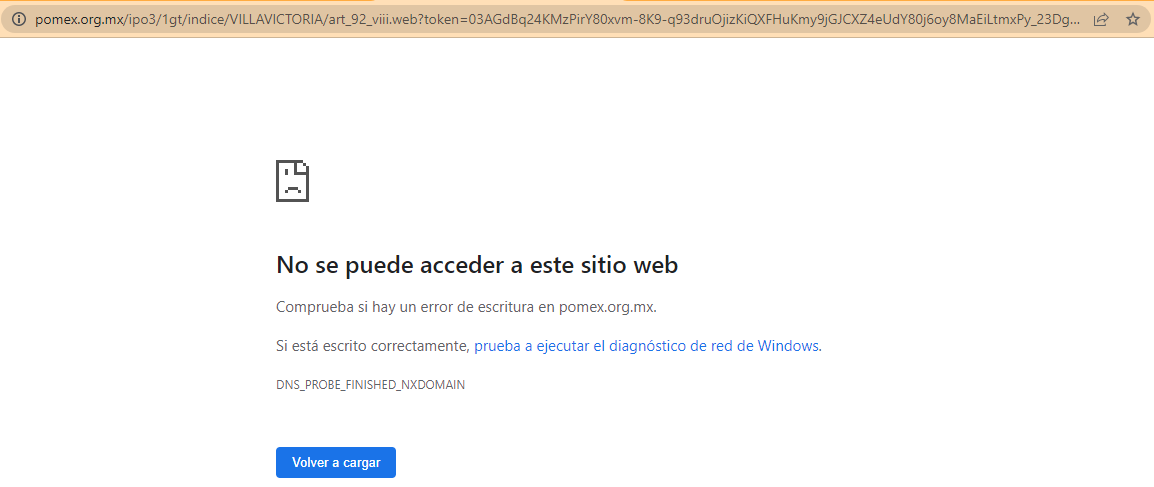 pomex.org.mx/ipo3/1gt/indice/VILLAVICTORIA/art_92_viii.web?token=03AGdBq24KMzPirY80xvm-8K9-q93druOjizKiQXFHuKmy9jGJCXZ4eUdY80j6oy8MaEiLtmxPy_23Dg...
No se puede acceder a este sitio web
Comprueba si hay un error de escritura en pomex.org.mx.
Si está escrito correctamente, prueba a ejecutar el diagnóstico de red de Windows.
DNS_PROBE_FINISHED_NXDOMAIN
Volver a cargar